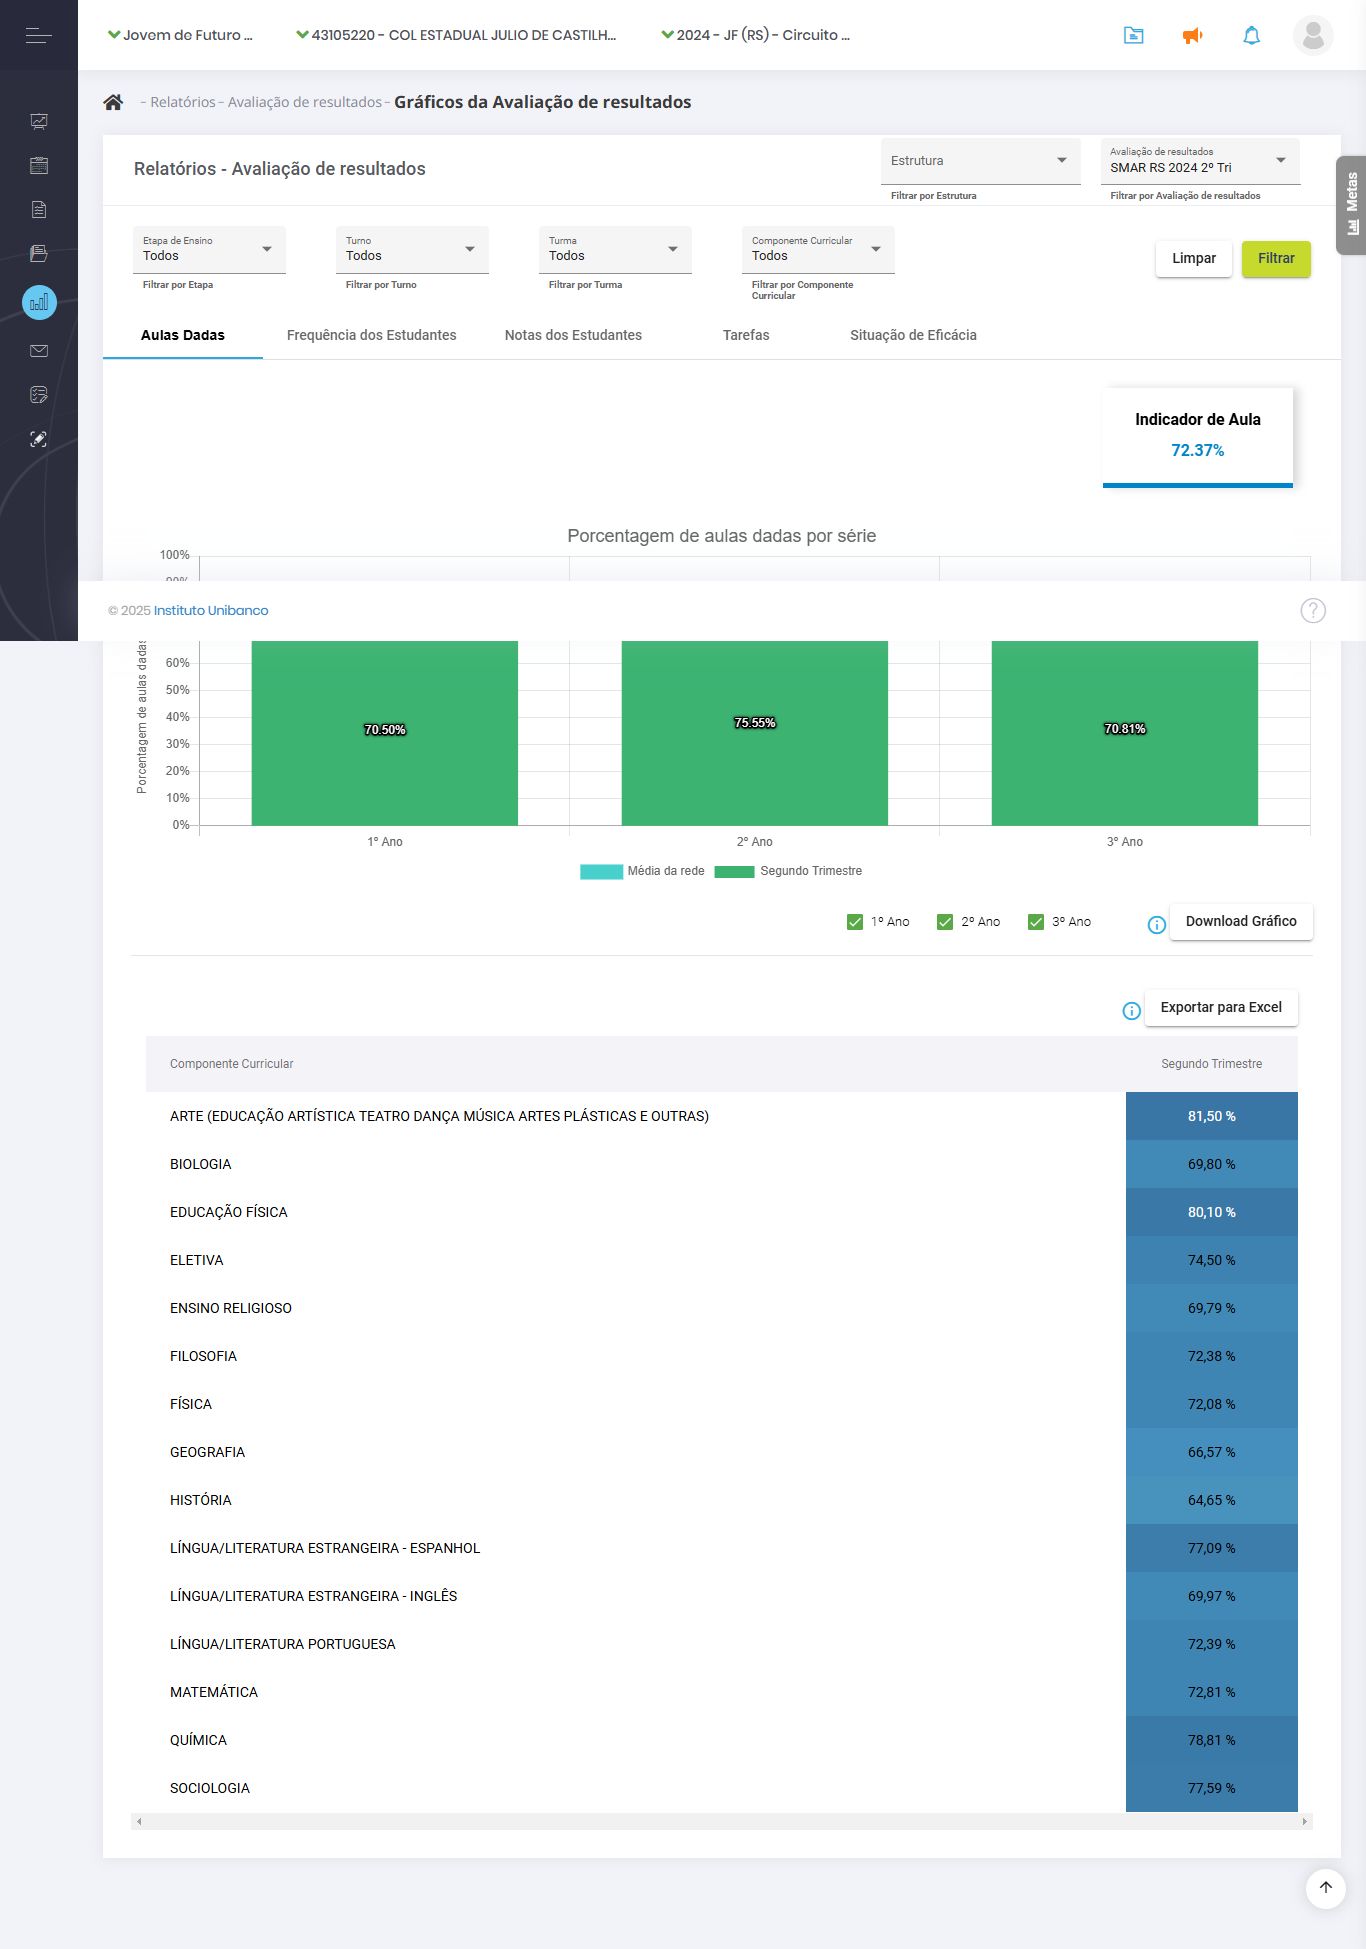 Jovem de Futuro ...
43105220 - COL ESTADUAL JULIO DE CASTILH...
2024 - JF (RS) - Circuito ...
- Relatórios - Avaliação de resultados - Gráficos da Avaliação de resultados
Relatórios - Avaliação de resultados
Estrutura
Filtrar por Estrutura
Avaliação de resultados
SMAR RS 2024 2º Tri
Filtrar por Avaliação de resultados
Metas
Etapa de Ensino
Todos
Filtrar por Etapa
Turno
Todos
Filtrar por Turno
Turma
Todos
Filtrar por Turma
Componente Curricular
Todos
Filtrar por Componente
Curricular
Limpar
Filtrar
Aulas Dadas
Frequência dos Estudantes
Notas dos Estudantes
Tarefas
Situação de Eficácia
Indicador de Aula
72.37%
Porcentagem de aulas dadas por série
100%
© 2025 Instituto Unibanco
?
Porcentagem de aulas dadas
60%
50%
40%
30%
20%
10%
0%
70.50%
75.55%
70.81%
1º Ano
2º Ano
3º Ano
Média da rede
Segundo Trimestre
1º Ano
2º Ano
3º Ano
Download Gráfico
Exportar para Excel
Componente Curricular
Segundo Trimestre
ARTE (EDUCAÇÃO ARTÍSTICA TEATRO DANÇA MÚSICA ARTES PLÁSTICAS E OUTRAS)
81,50 %
BIOLOGIA
69,80 %
EDUCAÇÃO FÍSICA
80,10 %
ELETIVA
74,50 %
ENSINO RELIGIOSO
69,79 %
FILOSOFIA
72,38 %
FÍSICA
72,08 %
GEOGRAFIA
66,57 %
HISTÓRIA
64,65 %
LÍNGUA/LITERATURA ESTRANGEIRA - ESPANHOL
77,09 %
LÍNGUA/LITERATURA ESTRANGEIRA - INGLÊS
69,97 %
LÍNGUA/LITERATURA PORTUGUESA
72,39 %
MATEMÁTICA
72,81 %
QUÍMICA
78,81 %
SOCIOLOGIA
77,59 %